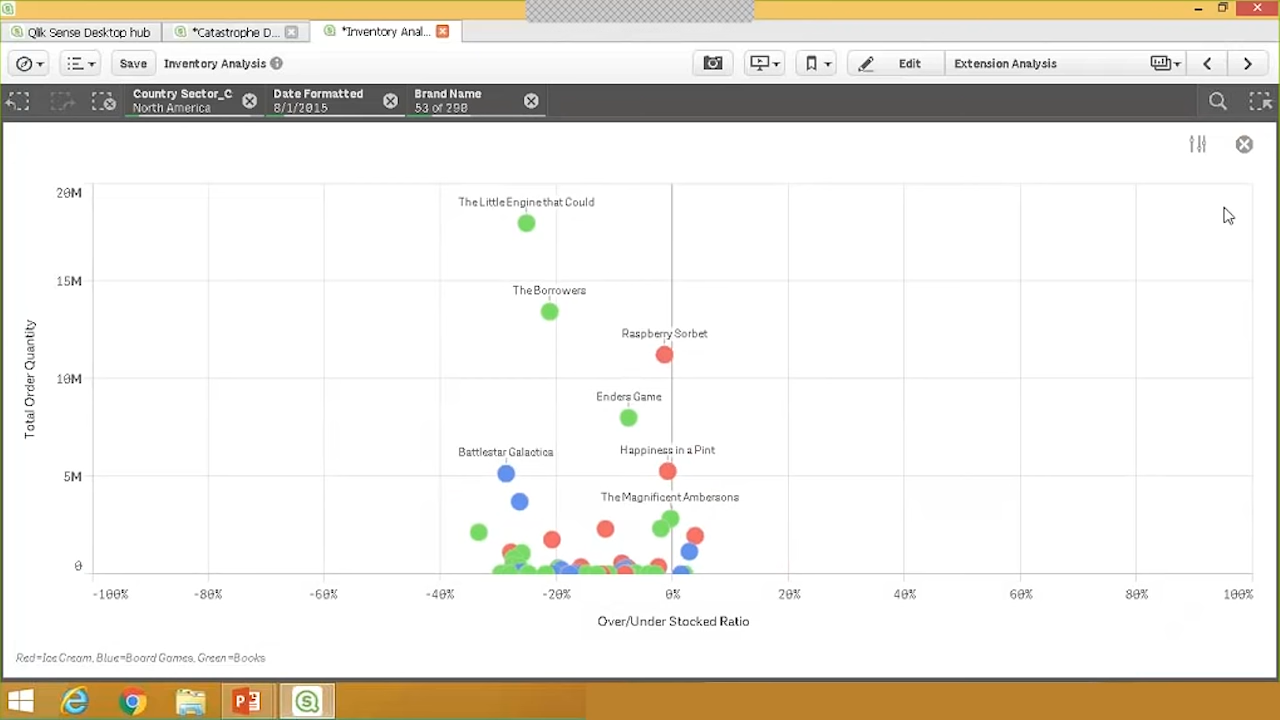 Qlik Sense Desktop hub
*Catastrophe D...
*Inventory Anal...
Save
Inventory Analysis
Edit
Extension Analysis
Country Sector_C
North America
Date Formatted
8/1/2015
Brand Name
53 of 290
20M
15M
10M
5M
0
Total Order Quantity
The Little Engine that Could
The Borrowers
Raspberry Sorbet
Enders Game
Battlestar Galactica
Happiness in a Pint
The Magnificent Ambersons
-100%
-80%
-60%
-40%
-20%
0%
20%
40%
60%
80%
100%
Over/Under Stocked Ratio
Red=Ice Cream, Blue=Board Games, Green=Books